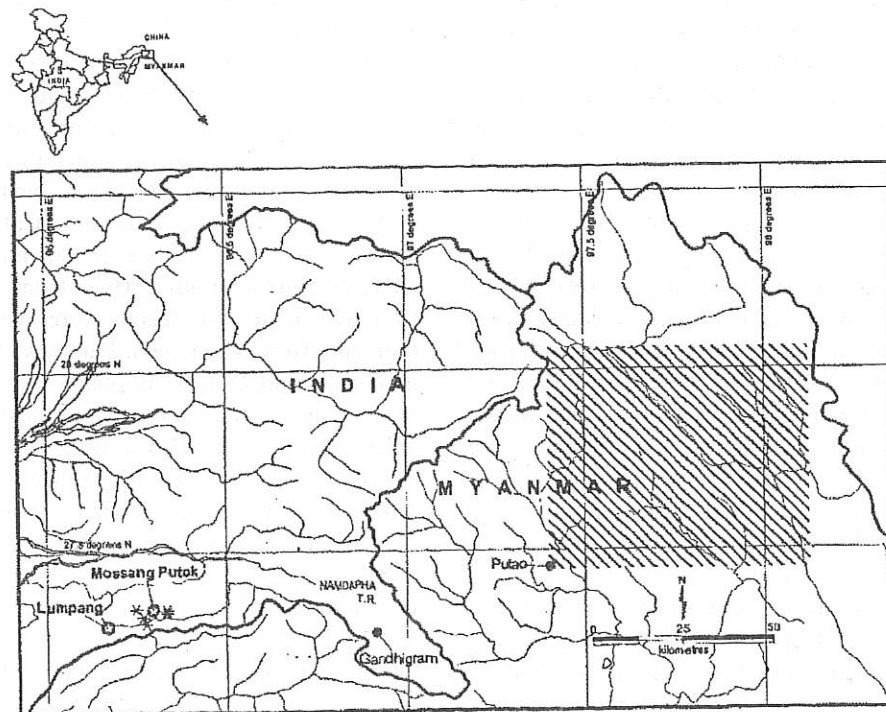 CHINA
MYANMAR
INDIA
96 degrees E
96.5 degrees E
97 degrees E
97.5 degrees E
98 degrees E
28 degrees N
INDIA
MYANMAR
27.5 degrees N
Mossang Putok
Lumpang
NAMDAPHA
T.R.
Gandhigram
Putao
N
0 25 50
kilometres